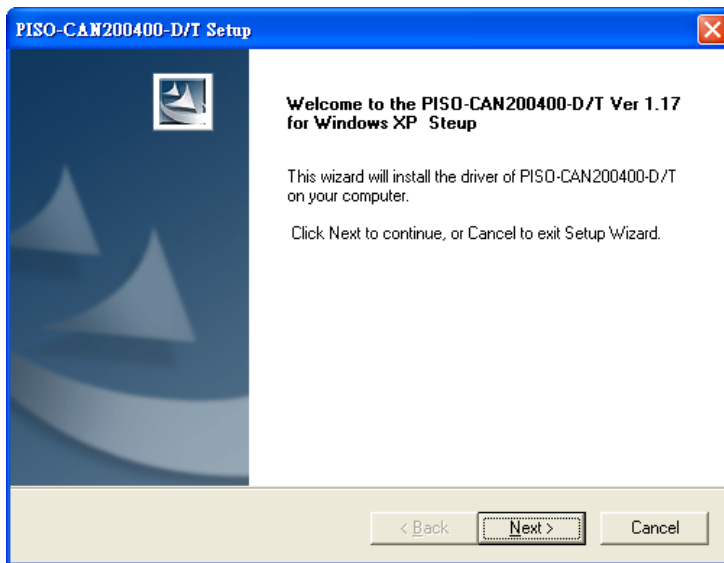 PISO-CAN200400-D/T Setup
Welcome to the PISO-CAN200400-D/T Ver 1.17
for Windows XP  Steup
This wizard will install the driver of PISO-CAN200400-D/T
on your computer.
Click Next to continue, or Cancel to exit Setup Wizard.
< Back
Next >
Cancel